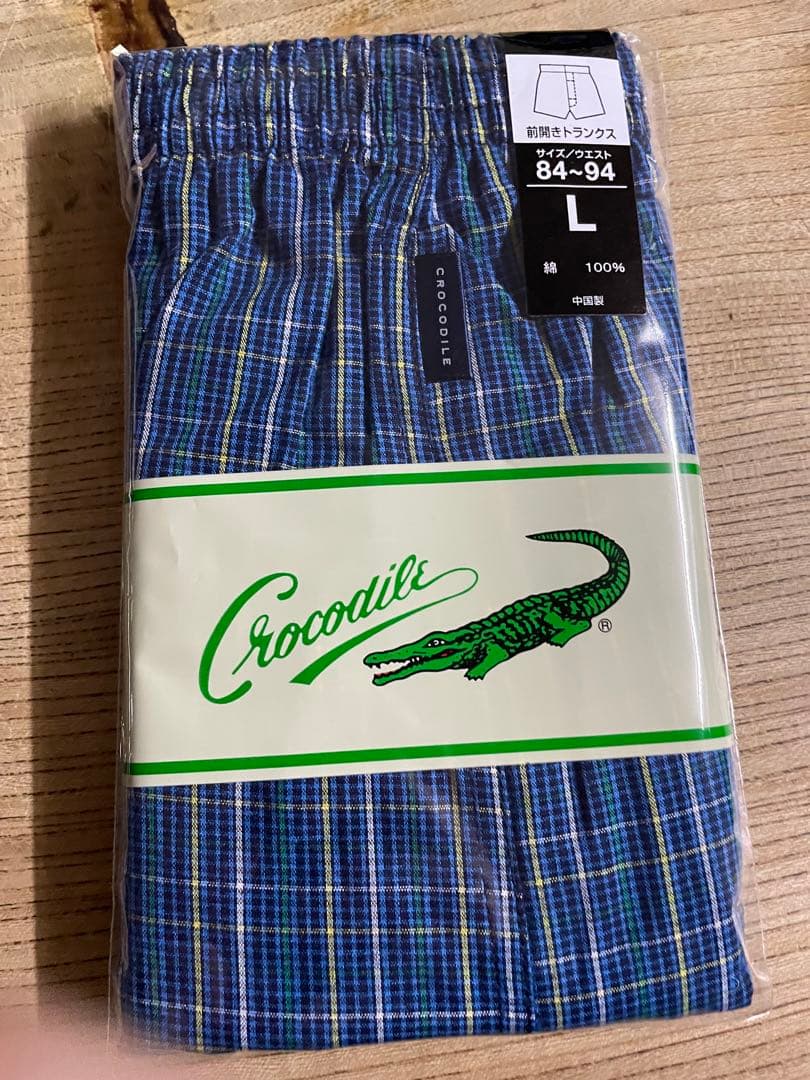 前開きトランクス
サイズ/ウエスト
84~94
L
綿 100%
中国製
CROCODILE
Crocodile
®